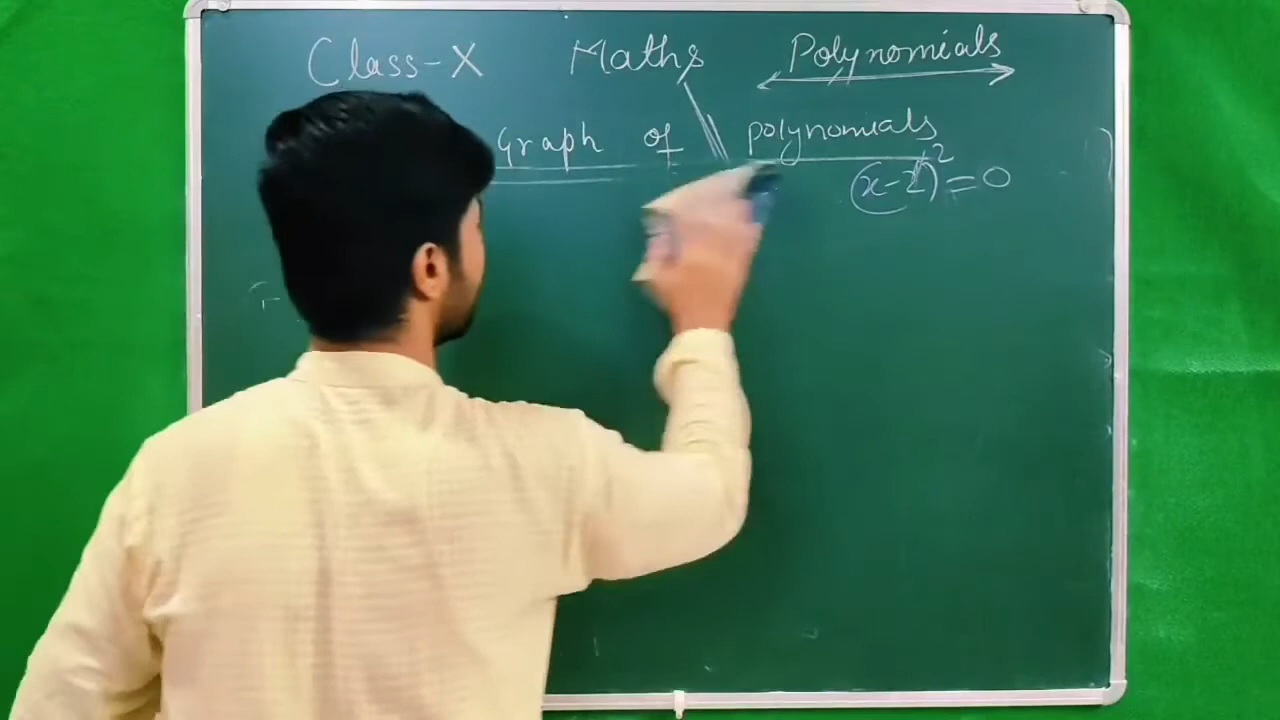 Class-X Maths Polynomials
Graph of polynomials
(x-2)² = 0